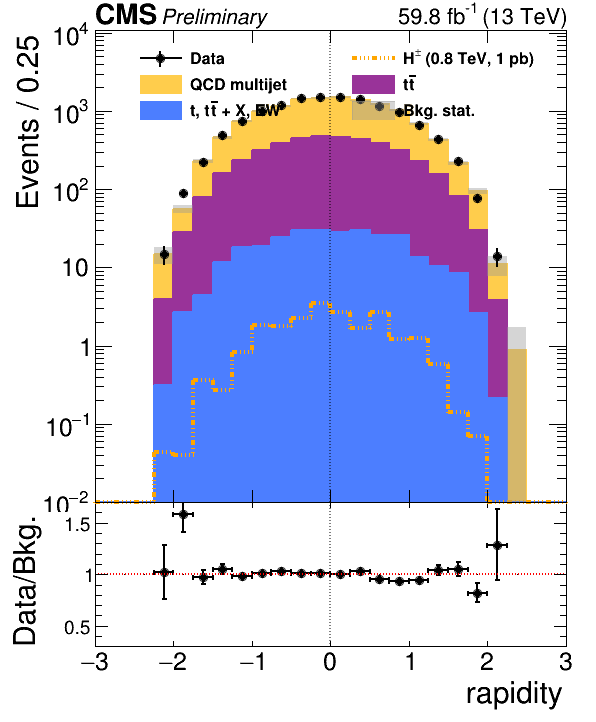 CMS Preliminary 59.8 fb⁻¹ (13 TeV)
Events / 0.25
10⁴
10³
10²
10
1
10⁻¹
10⁻²
Data
H± (0.8 TeV, 1 pb)
QCD multijet
tt̄
t, tt̄ + X, EW
Bkg. stat.
Data/Bkg.
1.5
1
0.5
−3 −2 −1 0 1 2 3
rapidity